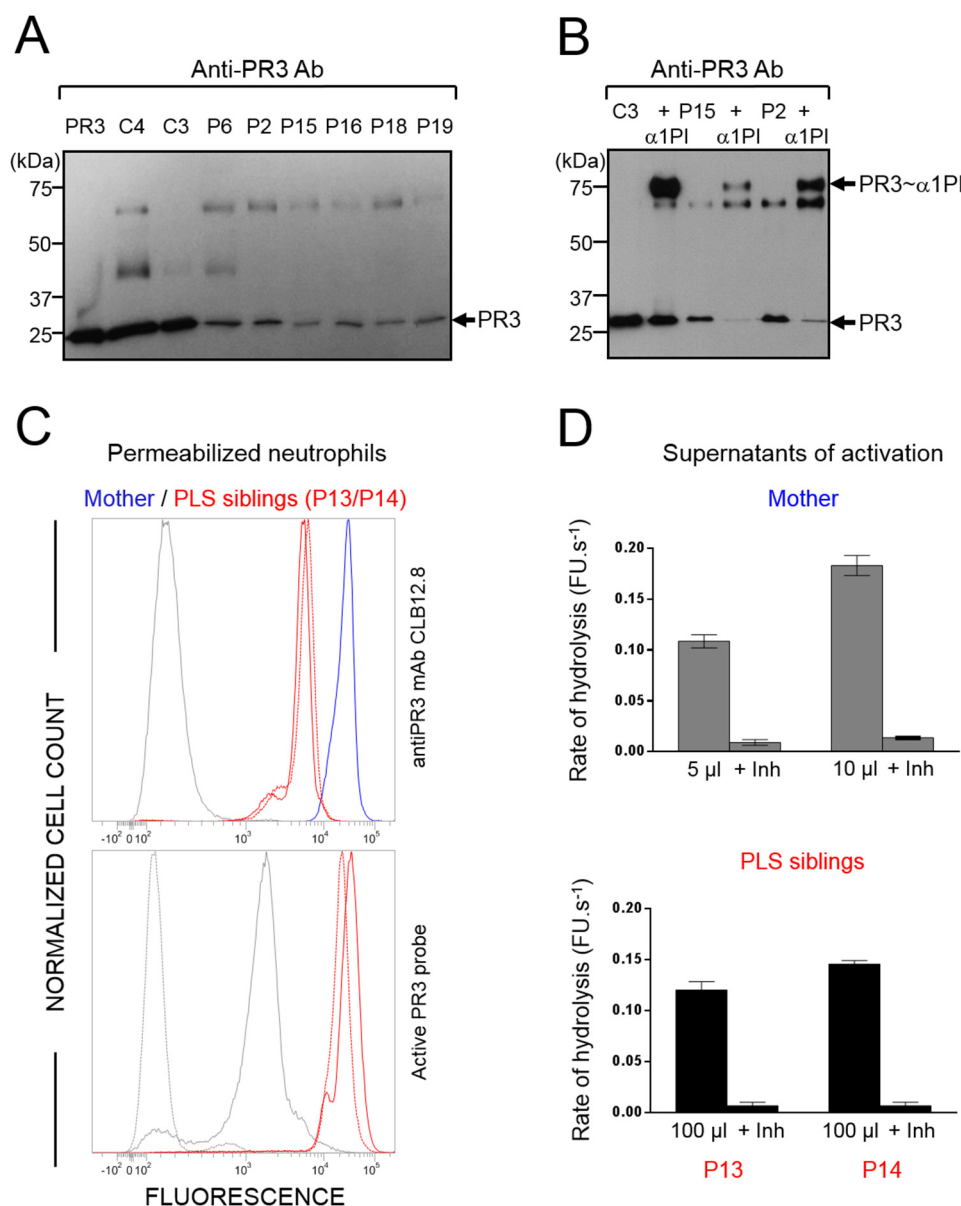 A
Anti-PR3 Ab
PR3 C4 C3 P6 P2 P15 P16 P18 P19
(kDa)
75
50
37
25
PR3
B
Anti-PR3 Ab
C3 + P15 + P2 +
α1PI α1PI α1PI
(kDa)
75
50
37
25
PR3~α1PI
PR3
C
Permeabilized neutrophils
Mother / PLS siblings (P13/P14)
NORMALIZED CELL COUNT
antiPR3 mAb CLB12.8
-10² 0 10² 10³ 10⁴ 10⁵
Active PR3 probe
-10² 0 10² 10³ 10⁴ 10⁵
FLUORESCENCE
D
Supernatants of activation
Mother
Rate of hydrolysis (FU.s⁻¹)
0.20
0.15
0.10
0.05
0.00
5 µl + Inh 10 µl + Inh
PLS siblings
Rate of hydrolysis (FU.s⁻¹)
0.20
0.15
0.10
0.05
0.00
100 µl + Inh 100 µl + Inh
P13 P14